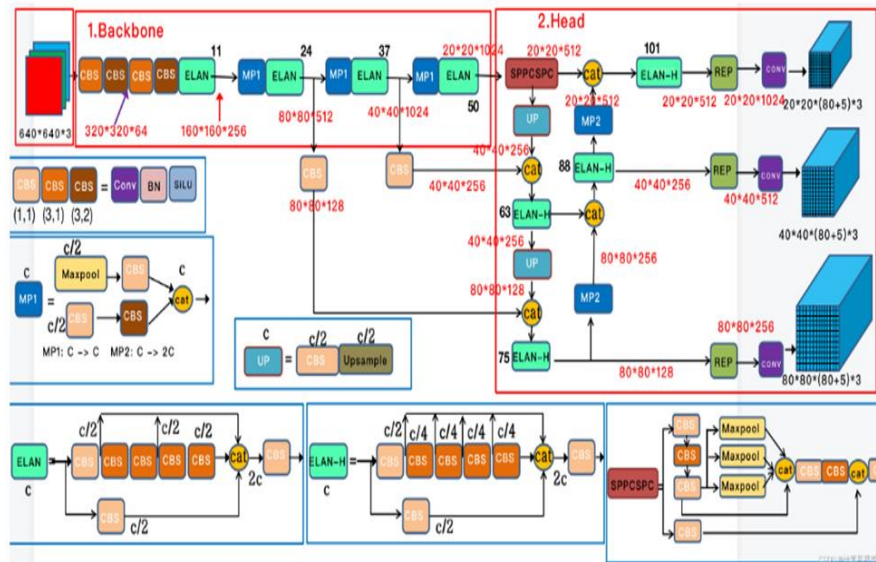 1.Backbone
2.Head
11
24
37
20*20*1024
20*20*512
101
CBS CBS CBS CBS ELAN MP1 ELAN MP1 ELAN MP1 ELAN SPPCSPC cat ELAN-H REP CONV
50
640*640*3
320*320*64
160*160*256
80*80*512
40*40*1024
20*20*512
20*20*512
20*20*1024
20*20*(80+5)*3
UP
MP2
40*40*256
CBS
CBS
cat
88
ELAN-H
REP
CONV
40*40*256
40*40*256
40*40*512
80*80*128
CBS CBS CBS = Conv BN SiLU
(1,1) (3,1) (3,2)
63
ELAN-H
cat
40*40*(80+5)*3
40*40*256
80*80*256
UP
c/2
c
Maxpool
CBS
c
MP1
=
cat
c/2
CBS
CBS
MP1: C -> C MP2: C -> 2C
80*80*128
MP2
cat
80*80*256
c
c/2
c/2
UP = CBS Upsample
75
ELAN-H
REP
CONV
80*80*128
80*80*(80+5)*3
ELAN
=
c
c/2
c/2
c/2
CBS CBS CBS CBS CBS cat CBS
2c
CBS
c/2
ELAN-H
=
c
c/2
c/4
c/4
c/4
c/4
CBS CBS CBS CBS CBS cat CBS
2c
CBS
c/2
SPPCSPC
=
CBS
CBS
CBS
Maxpool
Maxpool
Maxpool
cat
CBS CBS cat
CBS